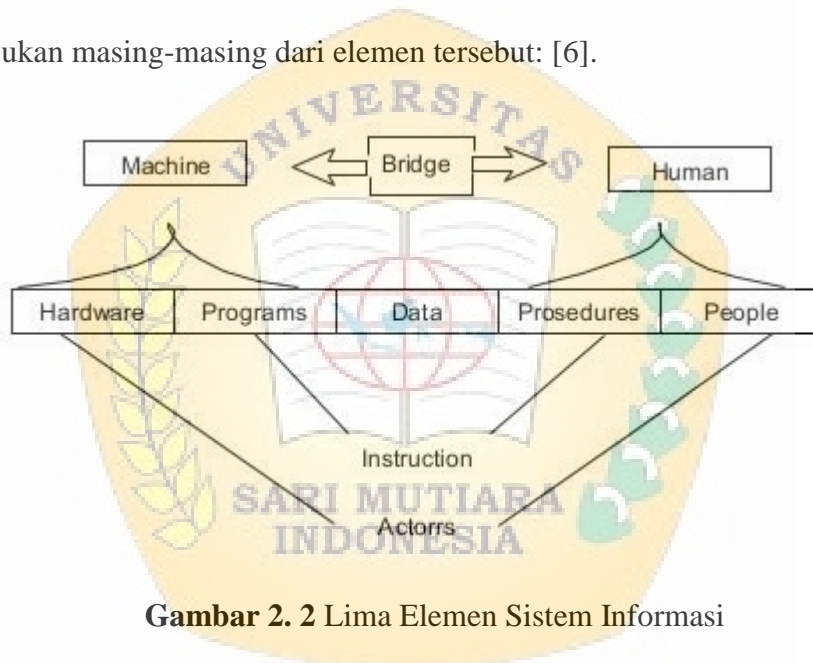 ukan masing-masing dari elemen tersebut: [6].
UNIVERSITAS
Machine Bridge Human
Hardware Programs Data Prosedures People
Instruction
SARI MUTIARA
Actorrs
INDONESIA
Gambar 2. 2 Lima Elemen Sistem Informasi